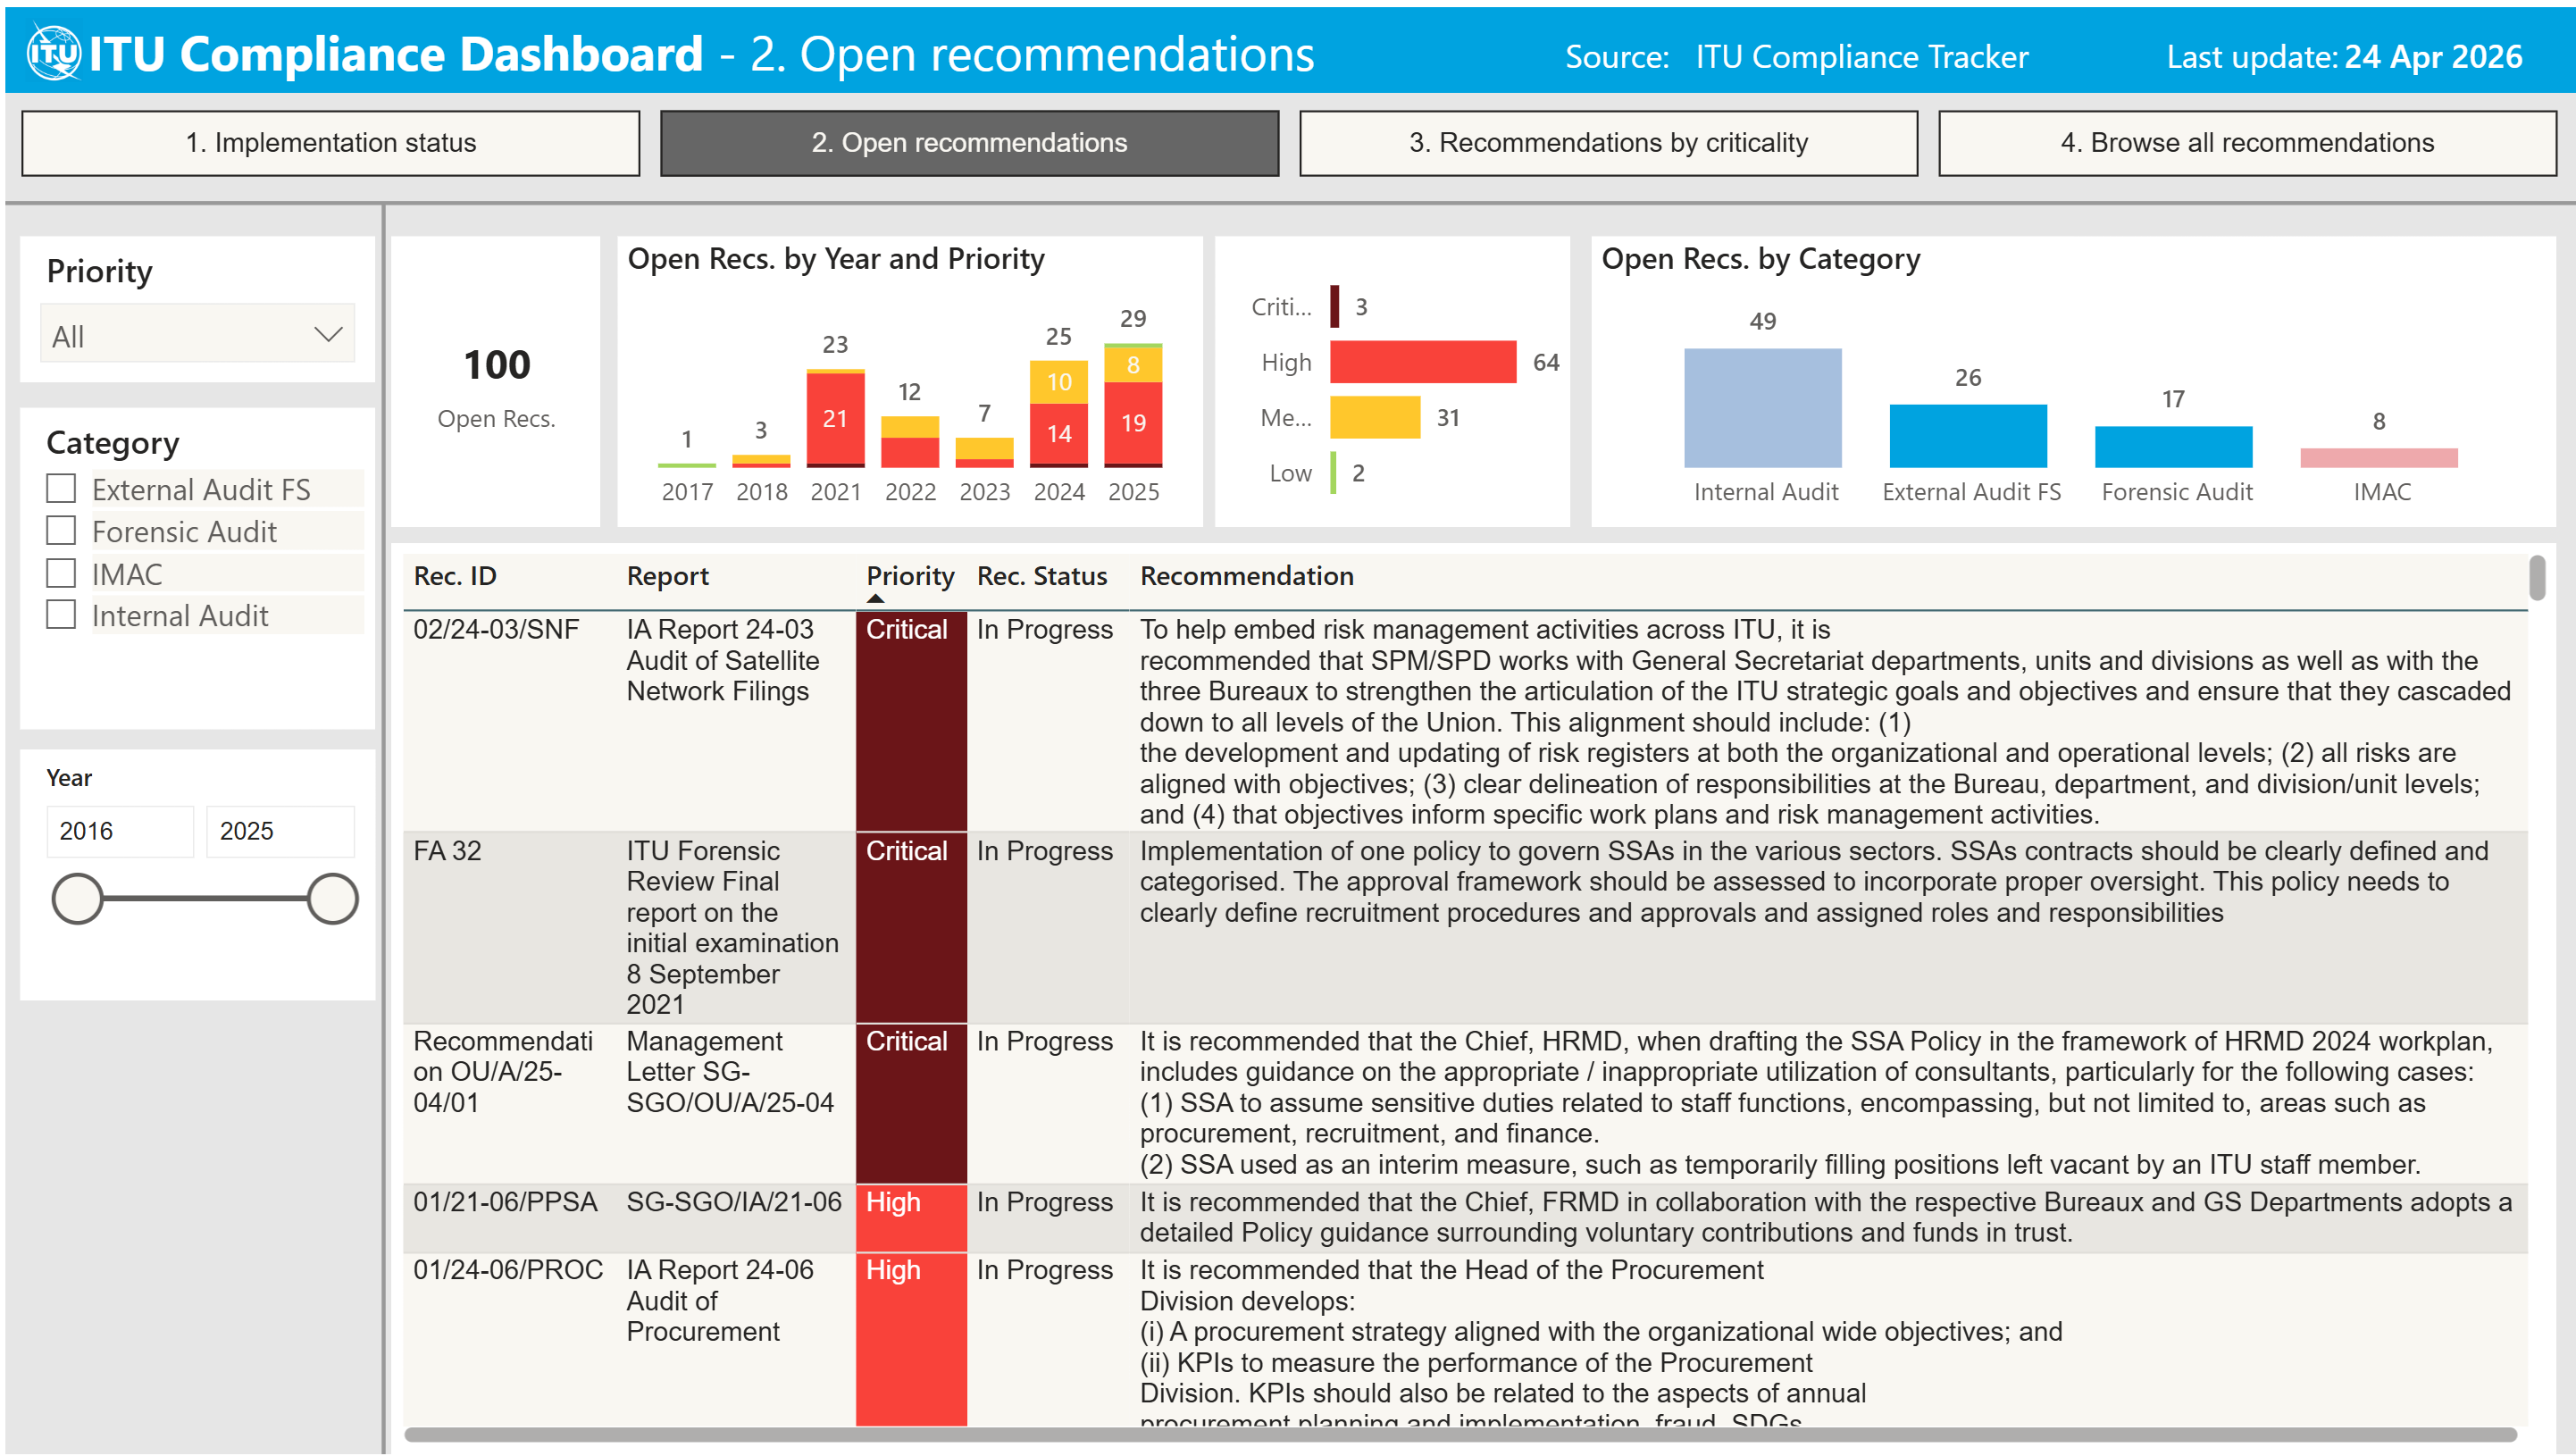 ITU
ITU Compliance Dashboard - 2. Open recommendations
Source: ITU Compliance Tracker
Last update: 24 Apr 2026
1. Implementation status
2. Open recommendations
3. Recommendations by criticality
4. Browse all recommendations
Priority
All
Category
External Audit FS
Forensic Audit
IMAC
Internal Audit
Year
2016
2025
100
Open Recs.
Open Recs. by Year and Priority
1
3
23
21
12
7
25
10
14
29
8
19
2017 2018 2021 2022 2023 2024 2025
Criti... 3
High 64
Me... 31
Low 2
Open Recs. by Category
49
26
17
8
Internal Audit
External Audit FS
Forensic Audit
IMAC
Rec. ID Report Priority Rec. Status Recommendation
02/24-03/SNF
IA Report 24-03
Audit of Satellite
Network Filings
Critical
In Progress
To help embed risk management activities across ITU, it is
recommended that SPM/SPD works with General Secretariat departments, units and divisions as well as with the
three Bureaux to strengthen the articulation of the ITU strategic goals and objectives and ensure that they cascaded
down to all levels of the Union. This alignment should include: (1)
the development and updating of risk registers at both the organizational and operational levels; (2) all risks are
aligned with objectives; (3) clear delineation of responsibilities at the Bureau, department, and division/unit levels;
and (4) that objectives inform specific work plans and risk management activities.
FA 32
ITU Forensic
Review Final
report on the
initial examination
8 September
2021
Critical
In Progress
Implementation of one policy to govern SSAs in the various sectors. SSAs contracts should be clearly defined and
categorised. The approval framework should be assessed to incorporate proper oversight. This policy needs to
clearly define recruitment procedures and approvals and assigned roles and responsibilities
Recommendati
on OU/A/25-
04/01
Management
Letter SG-
SGO/OU/A/25-04
Critical
In Progress
It is recommended that the Chief, HRMD, when drafting the SSA Policy in the framework of HRMD 2024 workplan,
includes guidance on the appropriate / inappropriate utilization of consultants, particularly for the following cases:
(1) SSA to assume sensitive duties related to staff functions, encompassing, but not limited to, areas such as
procurement, recruitment, and finance.
(2) SSA used as an interim measure, such as temporarily filling positions left vacant by an ITU staff member.
01/21-06/PPSA
SG-SGO/IA/21-06
High
In Progress
It is recommended that the Chief, FRMD in collaboration with the respective Bureaux and GS Departments adopts a
detailed Policy guidance surrounding voluntary contributions and funds in trust.
01/24-06/PROC
IA Report 24-06
Audit of
Procurement
High
In Progress
It is recommended that the Head of the Procurement
Division develops:
(i) A procurement strategy aligned with the organizational wide objectives; and
(ii) KPIs to measure the performance of the Procurement
Division. KPIs should also be related to the aspects of annual
procurement planning and implementation, fraud, SDGs